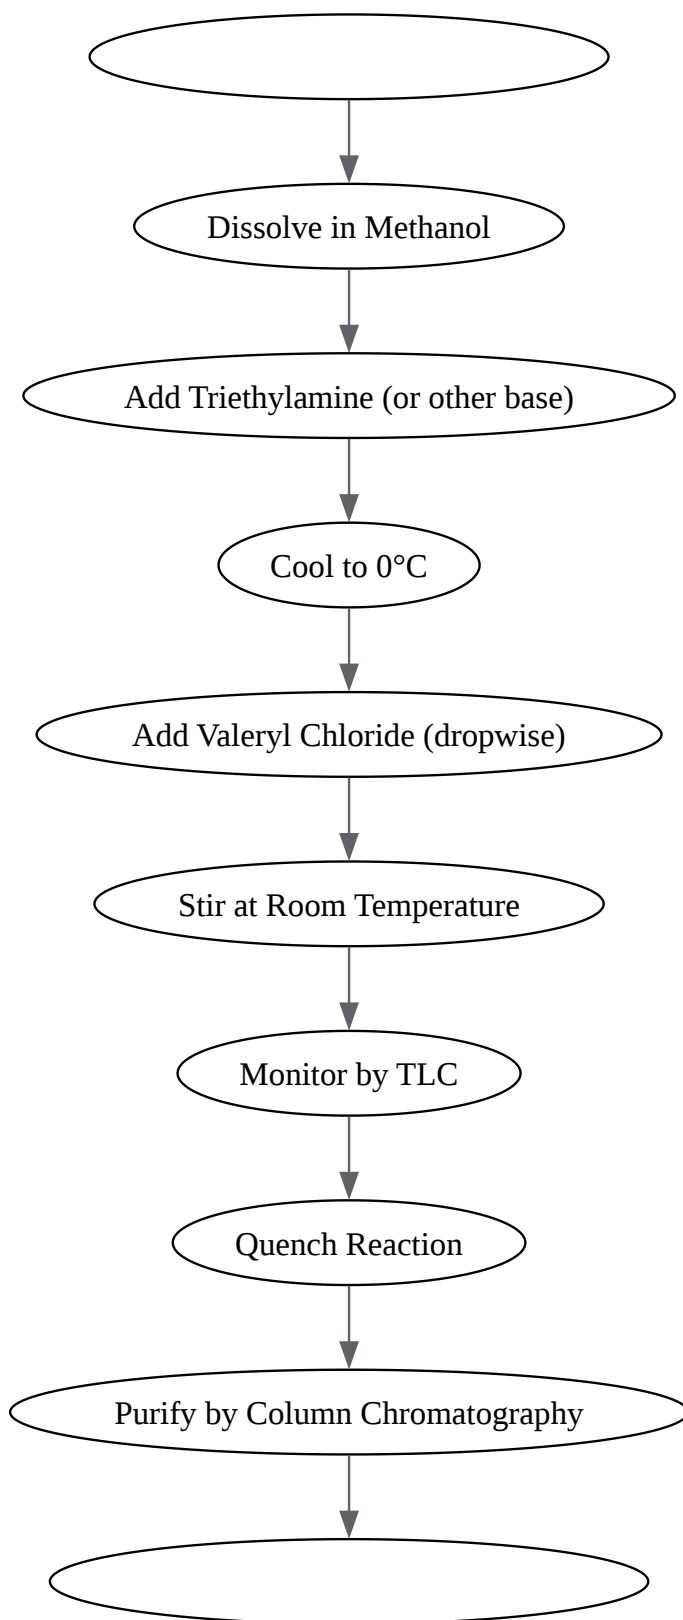 Dissolve in Methanol
Add Triethylamine (or other base)
Cool to 0°C
Add Valeryl Chloride (dropwise)
Stir at Room Temperature
Monitor by TLC
Quench Reaction
Purify by Column Chromatography